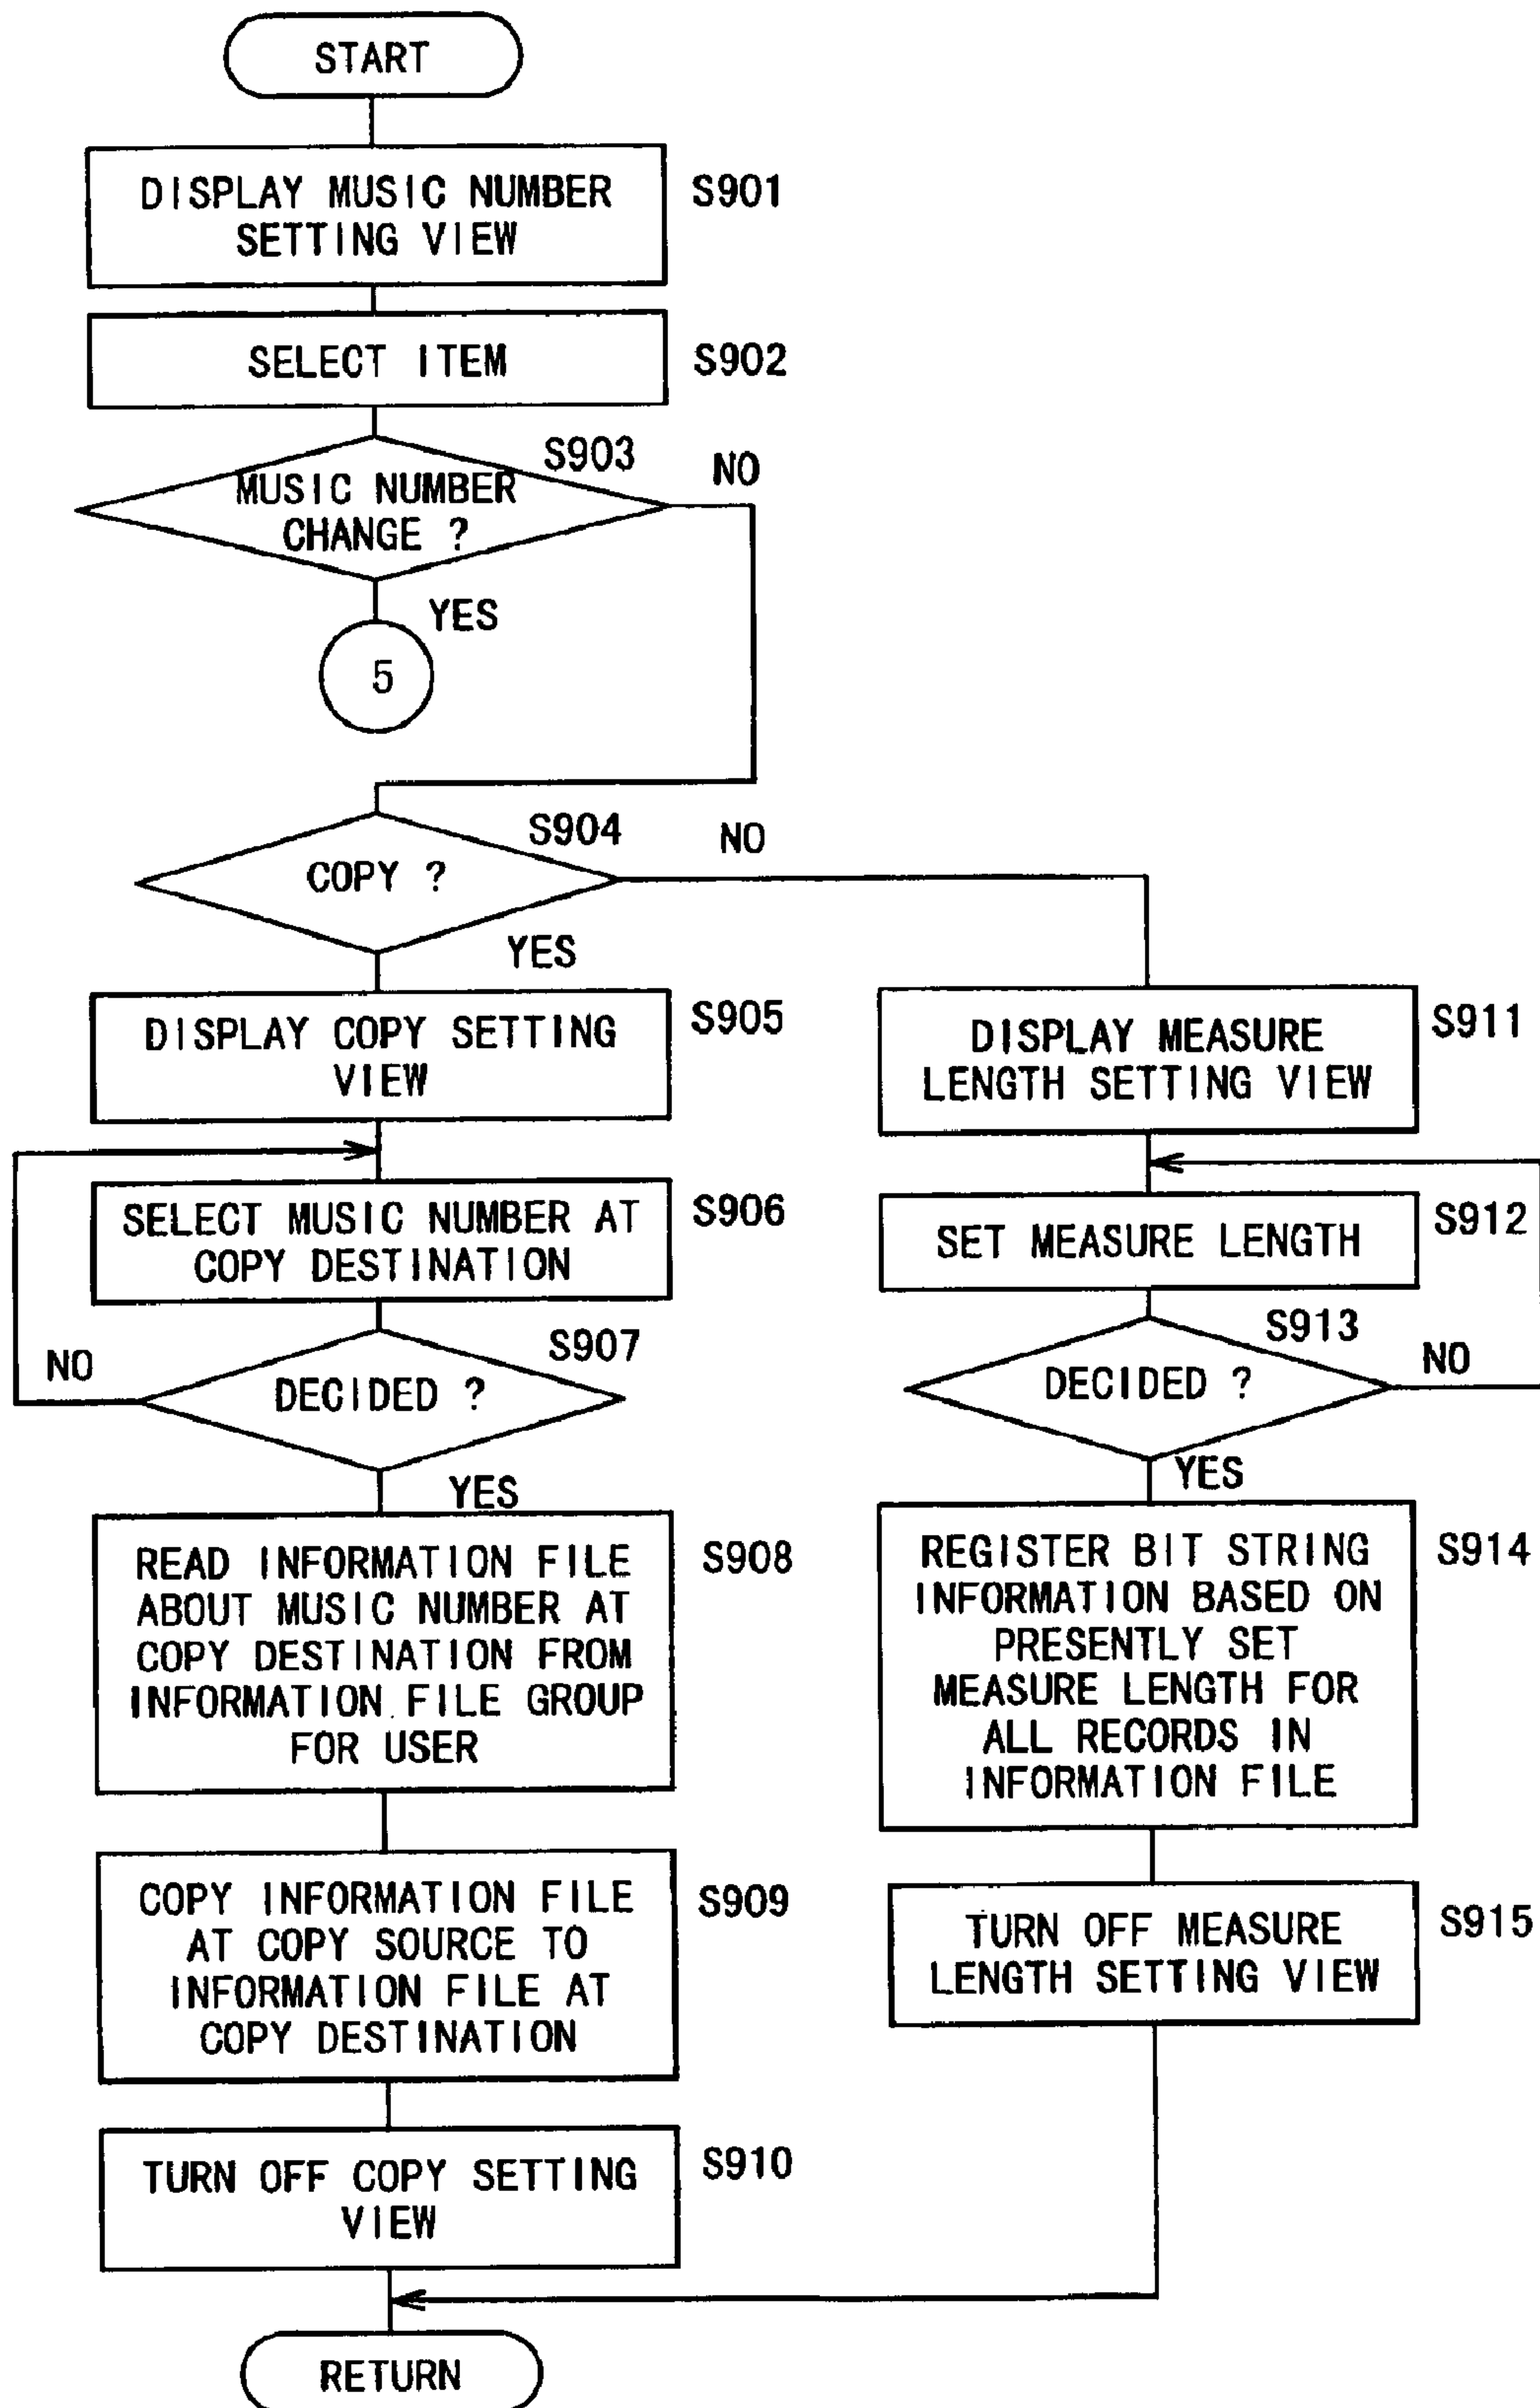 START
DISPLAY MUSIC NUMBER
SETTING VIEW
S901
SELECT ITEM
S902
S903
MUSIC NUMBER
CHANGE ?
NO
YES
5
S904
COPY ?
NO
YES
DISPLAY COPY SETTING
VIEW
S905
SELECT MUSIC NUMBER AT
COPY DESTINATION
S906
S907
DECIDED ?
NO
YES
READ INFORMATION FILE
ABOUT MUSIC NUMBER AT
COPY DESTINATION FROM
INFORMATION FILE GROUP
FOR USER
S908
COPY INFORMATION FILE
AT COPY SOURCE TO
INFORMATION FILE AT
COPY DESTINATION
S909
TURN OFF COPY SETTING
VIEW
S910
DISPLAY MEASURE
LENGTH SETTING VIEW
S911
SET MEASURE LENGTH
S912
S913
DECIDED ?
NO
YES
REGISTER BIT STRING
INFORMATION BASED ON
PRESENTLY SET
MEASURE LENGTH FOR
ALL RECORDS IN
INFORMATION FILE
S914
TURN OFF MEASURE
LENGTH SETTING VIEW
S915
RETURN